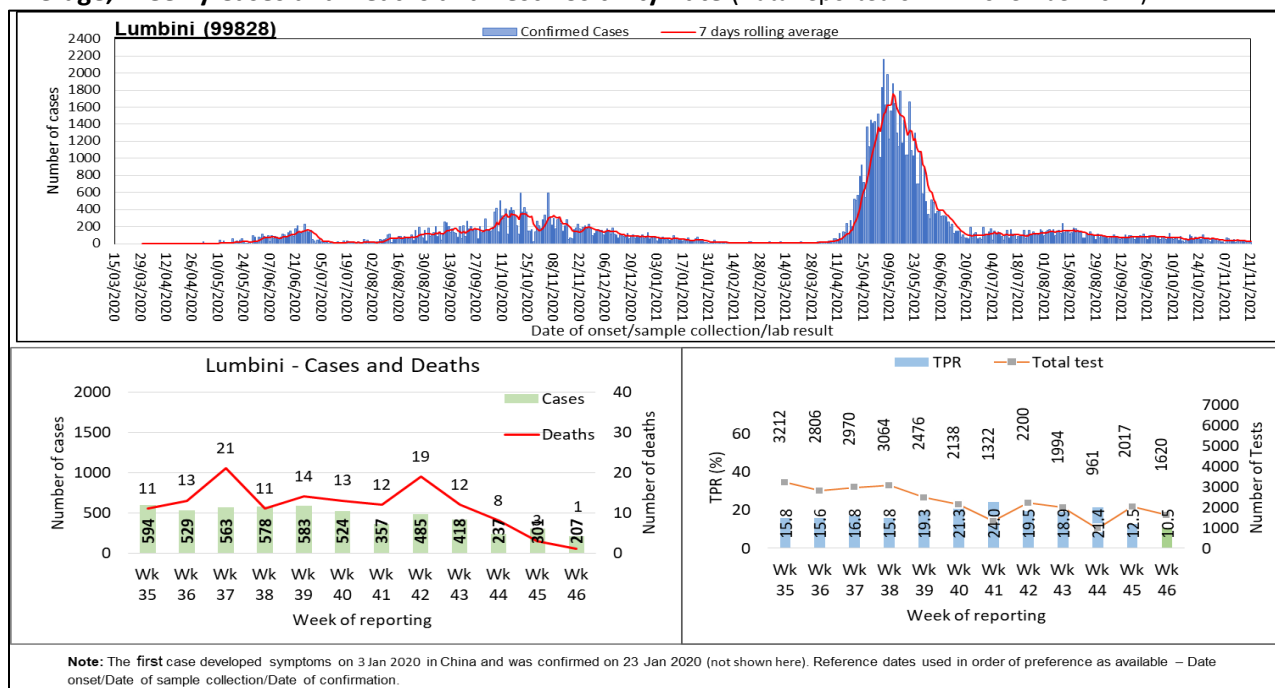 Lumbini (99828)
Confirmed Cases 7 days rolling average
Number of cases
2400
2200
2000
1800
1600
1400
1200
1000
800
600
400
200
0
15/03/2020 29/03/2020 12/04/2020 26/04/2020 10/05/2020 24/05/2020 07/06/2020 21/06/2020 05/07/2020 19/07/2020 02/08/2020 16/08/2020 30/08/2020 13/09/2020 27/09/2020 11/10/2020 25/10/2020 08/11/2020 22/11/2020 06/12/2020 20/12/2020 03/01/2021 17/01/2021 31/01/2021 14/02/2021 28/02/2021 14/03/2021 28/03/2021 11/04/2021 25/04/2021 09/05/2021 23/05/2021 06/06/2021 20/06/2021 04/07/2021 18/07/2021 01/08/2021 15/08/2021 29/08/2021 12/09/2021 26/09/2021 10/10/2021 24/10/2021 07/11/2021 21/11/2021
Date of onset/sample collection/lab result
Lumbini - Cases and Deaths
Cases
Deaths
Number of cases
2000
1500
1000
500
0
Number of deaths
40
30
20
10
0
11 13 21 11 14 13 12 19 12 8 1
594 529 563 578 583 524 357 485 418 237 301 207
Wk Wk Wk Wk Wk Wk Wk Wk Wk Wk Wk Wk
35 36 37 38 39 40 41 42 43 44 45 46
Week of reporting
TPR Total test
TPR (%)
60
40
20
0
Number of Tests
7000
6000
5000
4000
3000
2000
1000
0
3212 2806 2970 3064 2476 2138 1322 2200 1994 961 2017 1620
15.8 15.6 16.8 15.8 19.3 21.3 24.0 19.5 18.9 21.4 12.5 10.5
Wk Wk Wk Wk Wk Wk Wk Wk Wk Wk Wk Wk
35 36 37 38 39 40 41 42 43 44 45 46
Week of reporting
Note: The first case developed symptoms on 3 Jan 2020 in China and was confirmed on 23 Jan 2020 (not shown here). Reference dates used in order of preference as available – Date
onset/Date of sample collection/Date of confirmation.